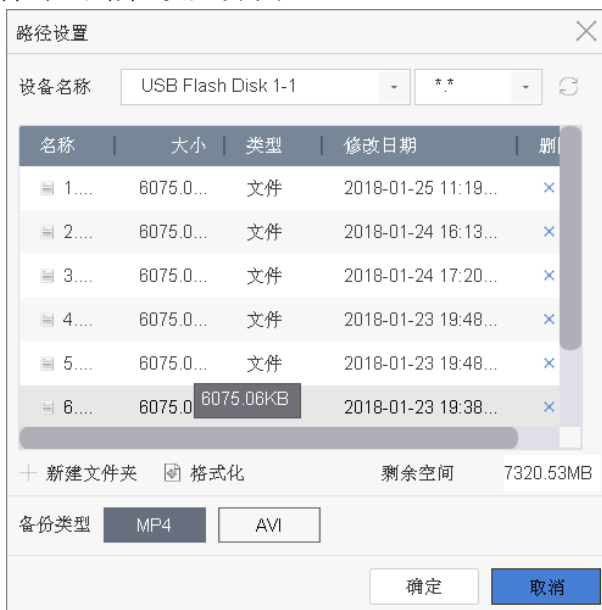 路径设置
设备名称 USB Flash Disk 1-1 *.*
名称 大小 类型 修改日期
1.... 6075.0... 文件 2018-01-25 11:19...
2.... 6075.0... 文件 2018-01-24 16:13...
3.... 6075.0... 文件 2018-01-24 17:20...
4.... 6075.0... 文件 2018-01-23 19:48...
5.... 6075.0... 文件 2018-01-23 19:48...
6.... 6075.0 6075.06KB 2018-01-23 19:38...
新建文件夹 格式化 剩余空间 7320.53MB
备份类型 MP4 AVI
确定 取消